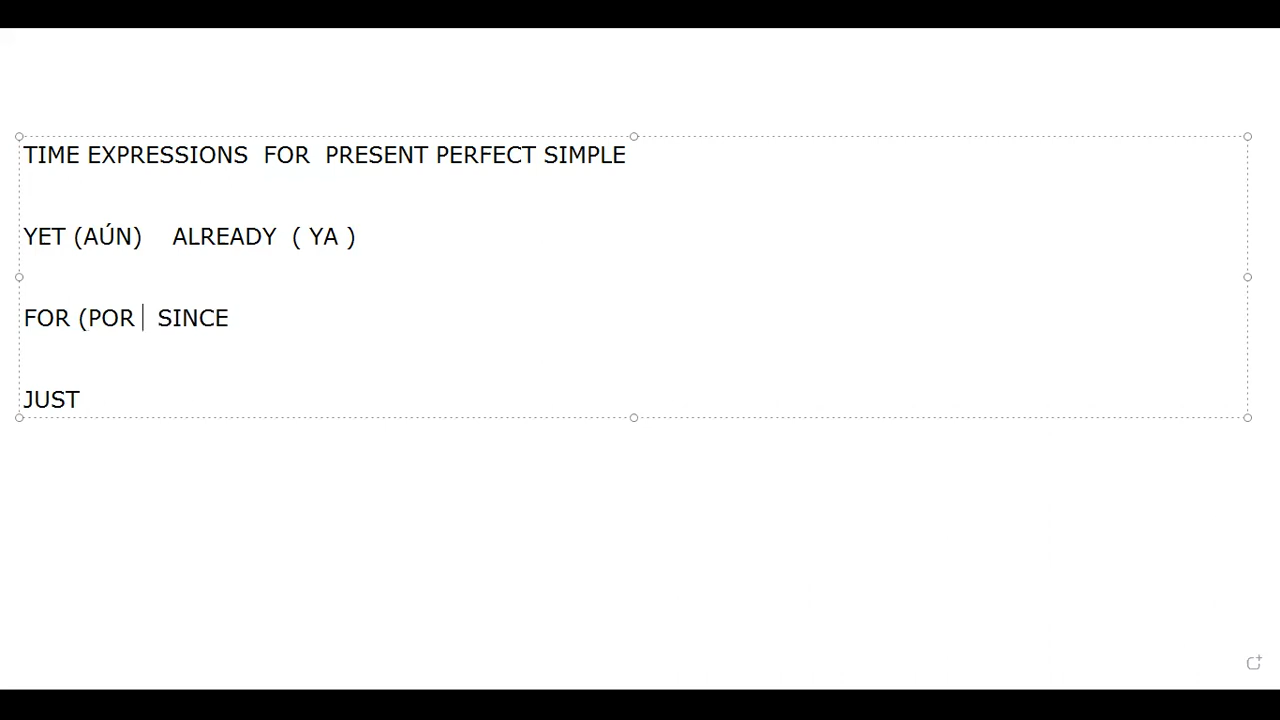 TIME EXPRESSIONS  FOR  PRESENT PERFECT SIMPLE
YET (AÚN)    ALREADY  ( YA )
FOR (POR   SINCE
JUST